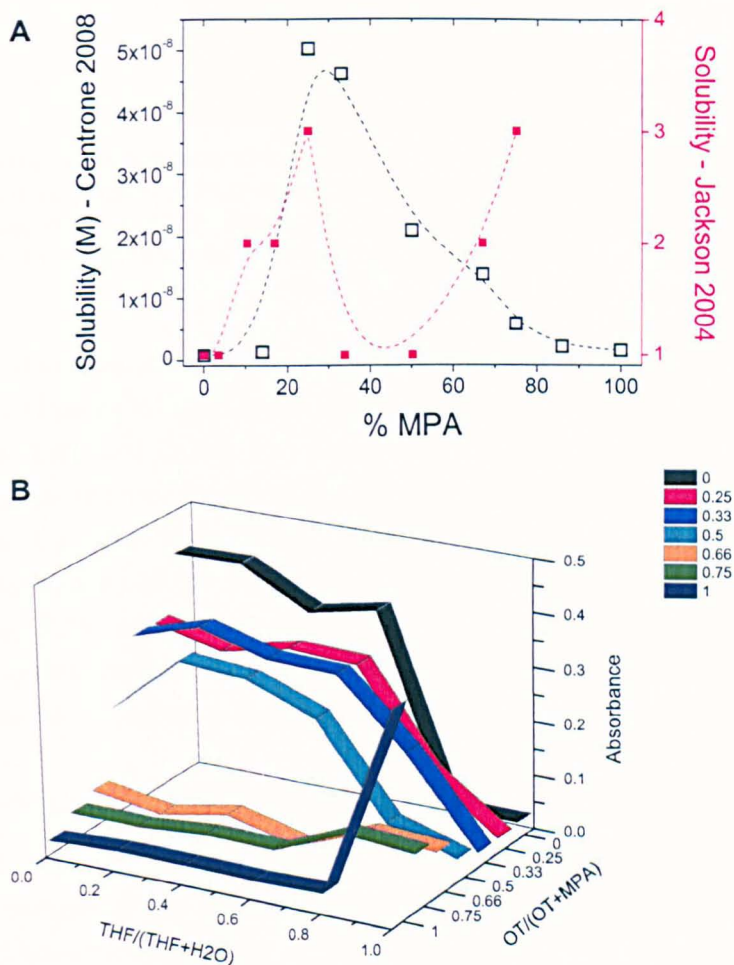 A
Solubility (M) - Centrone 2008
5x10⁻⁸
4x10⁻⁸
3x10⁻⁸
2x10⁻⁸
1x10⁻⁸
0
0 20 40 60 80 100
% MPA
4
3
2
1
Solubility - Jackson 2004
B
0
0.25
0.33
0.5
0.66
0.75
1
0.5
0.4
0.3
0.2
0.1
0.0
Absorbance
0
0.25
0.33
0.5
0.66
0.75
1
OT/(OT+MPA)
0.0 0.2 0.4 0.6 0.8 1.0
THF/(THF+H2O)